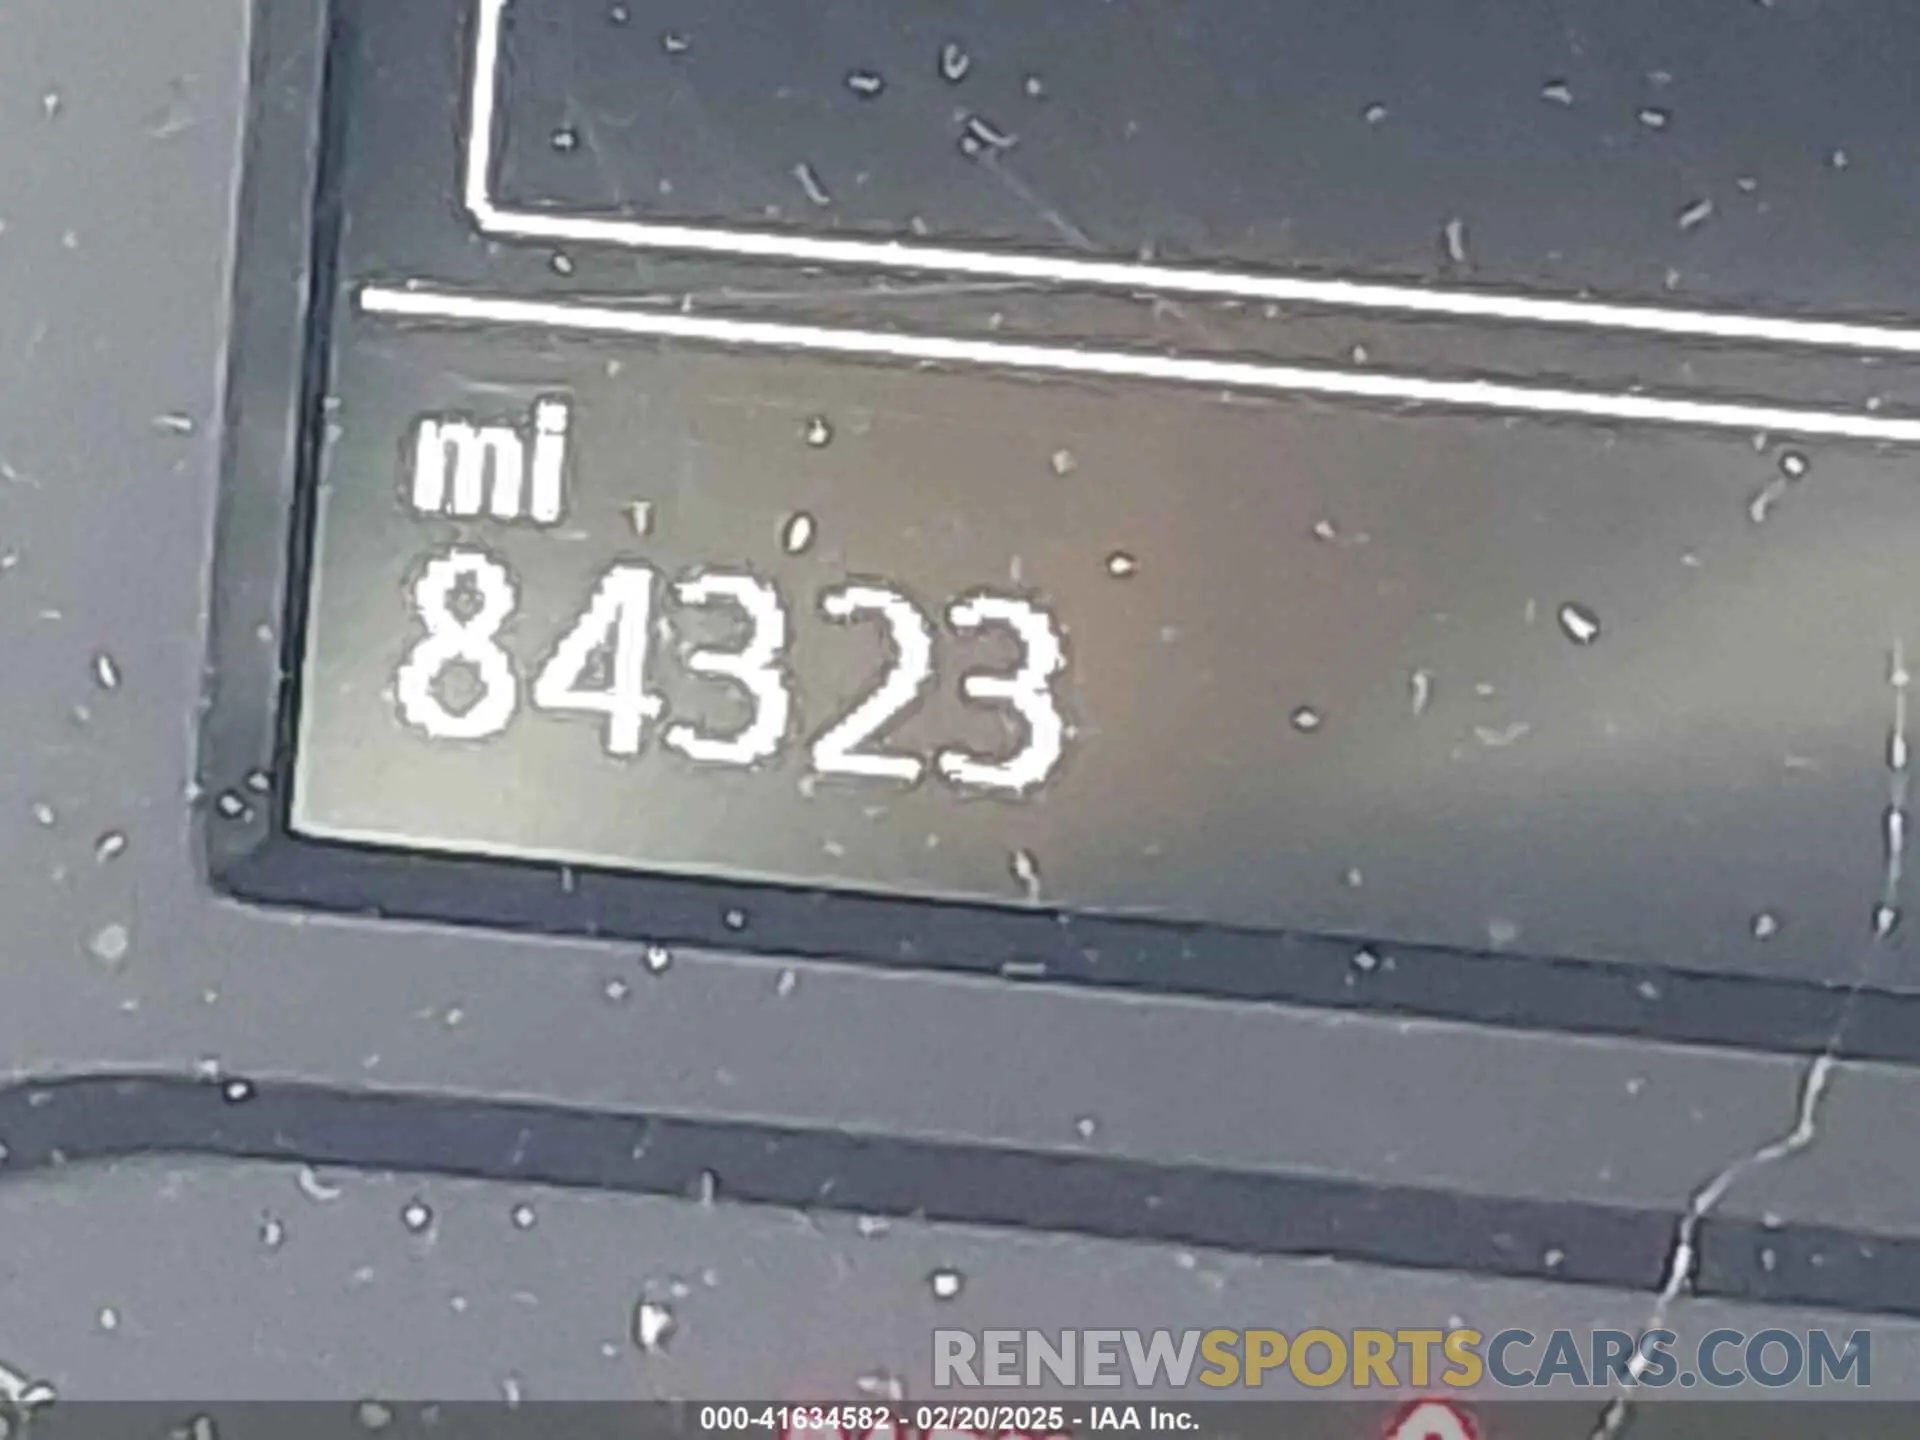 mi
84323
RENEWSPORTSCARS.COM
000-41634582 - 02/20/2025 - IAA Inc.